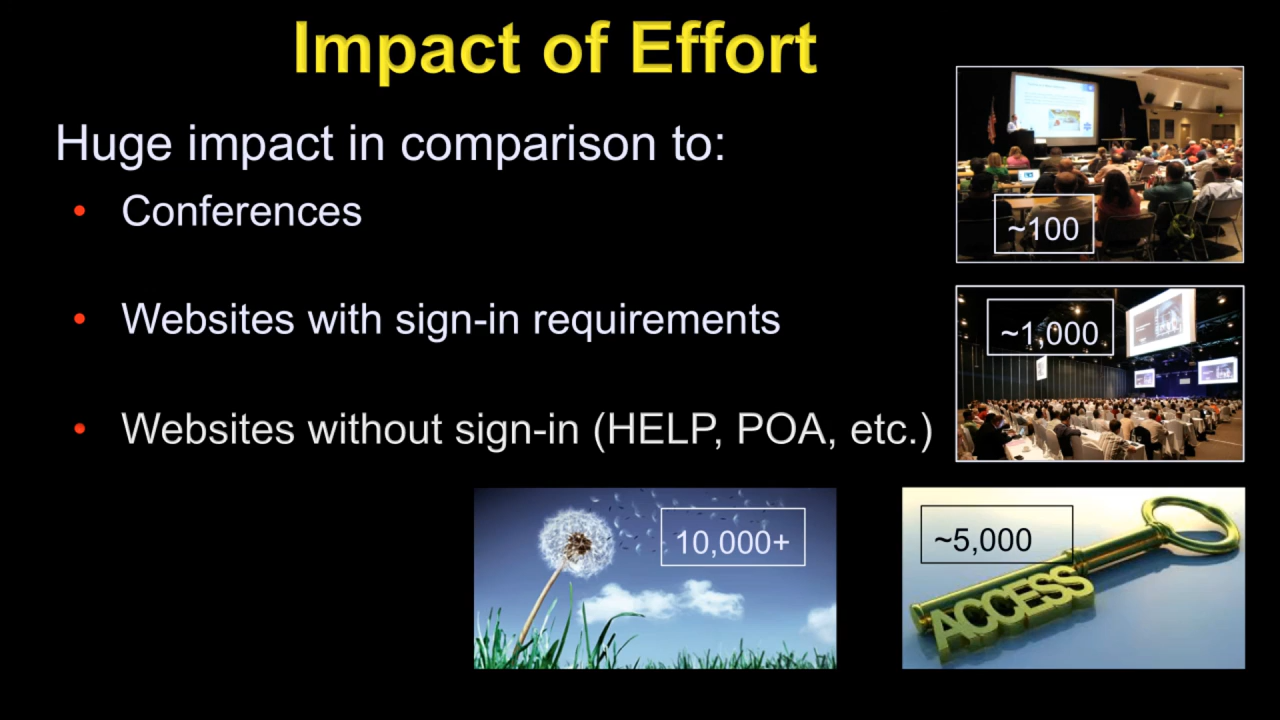 Impact of Effort
Huge impact in comparison to:
• Conferences
• Websites with sign-in requirements
• Websites without sign-in (HELP, POA, etc.)
~100
~1,000
10,000+
~5,000
ACCESS